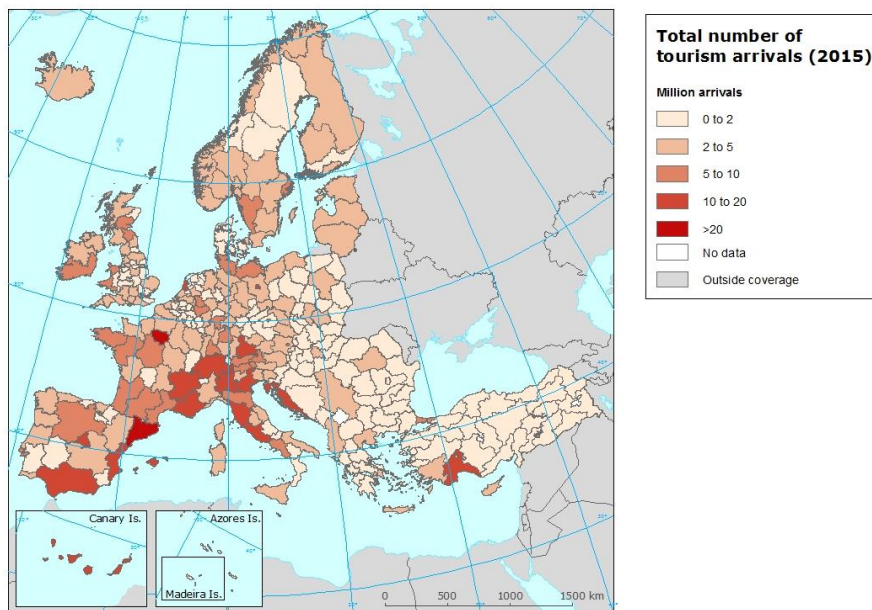 Total number of
tourism arrivals (2015)
Million arrivals
0 to 2
2 to 5
5 to 10
10 to 20
>20
No data
Outside coverage
Canary Is.
Azores Is.
Madeira Is.
0 500 1000 1500 km